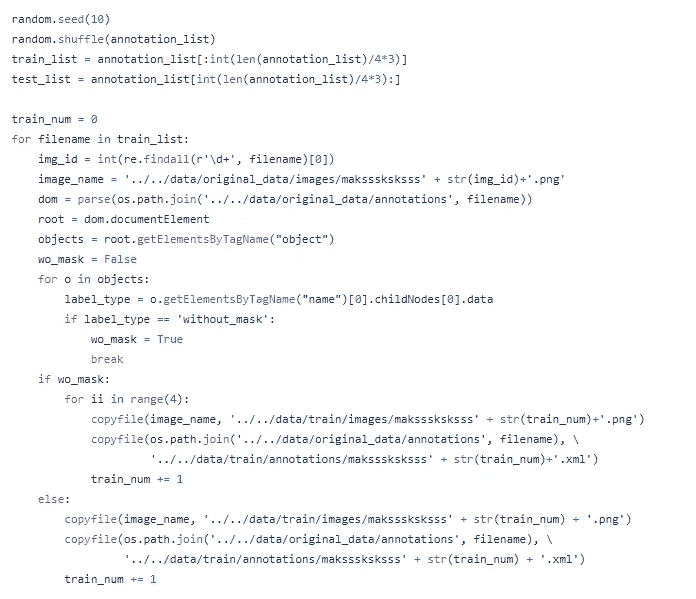 random.seed(10)
random.shuffle(annotation_list)
train_list = annotation_list[:int(len(annotation_list)/4*3)]
test_list = annotation_list[int(len(annotation_list)/4*3):]

train_num = 0
for filename in train_list:
    img_id = int(re.findall(r'\d+', filename)[0])
    image_name = '../../data/original_data/images/maksssksksss' + str(img_id)+'.png'
    dom = parse(os.path.join('../../data/original_data/annotations', filename))
    root = dom.documentElement
    objects = root.getElementsByTagName("object")
    wo_mask = False
    for o in objects:
        label_type = o.getElementsByTagName("name")[0].childNodes[0].data
        if label_type == 'without_mask':
            wo_mask = True
            break
    if wo_mask:
        for ii in range(4):
            copyfile(image_name, '../../data/train/images/maksssksksss' + str(train_num)+'.png')
            copyfile(os.path.join('../../data/original_data/annotations', filename), \
                     '../../data/train/annotations/maksssksksss' + str(train_num)+'.xml')
            train_num += 1
    else:
        copyfile(image_name, '../../data/train/images/maksssksksss' + str(train_num) + '.png')
        copyfile(os.path.join('../../data/original_data/annotations', filename), \
                 '../../data/train/annotations/maksssksksss' + str(train_num) + '.xml')
        train_num += 1